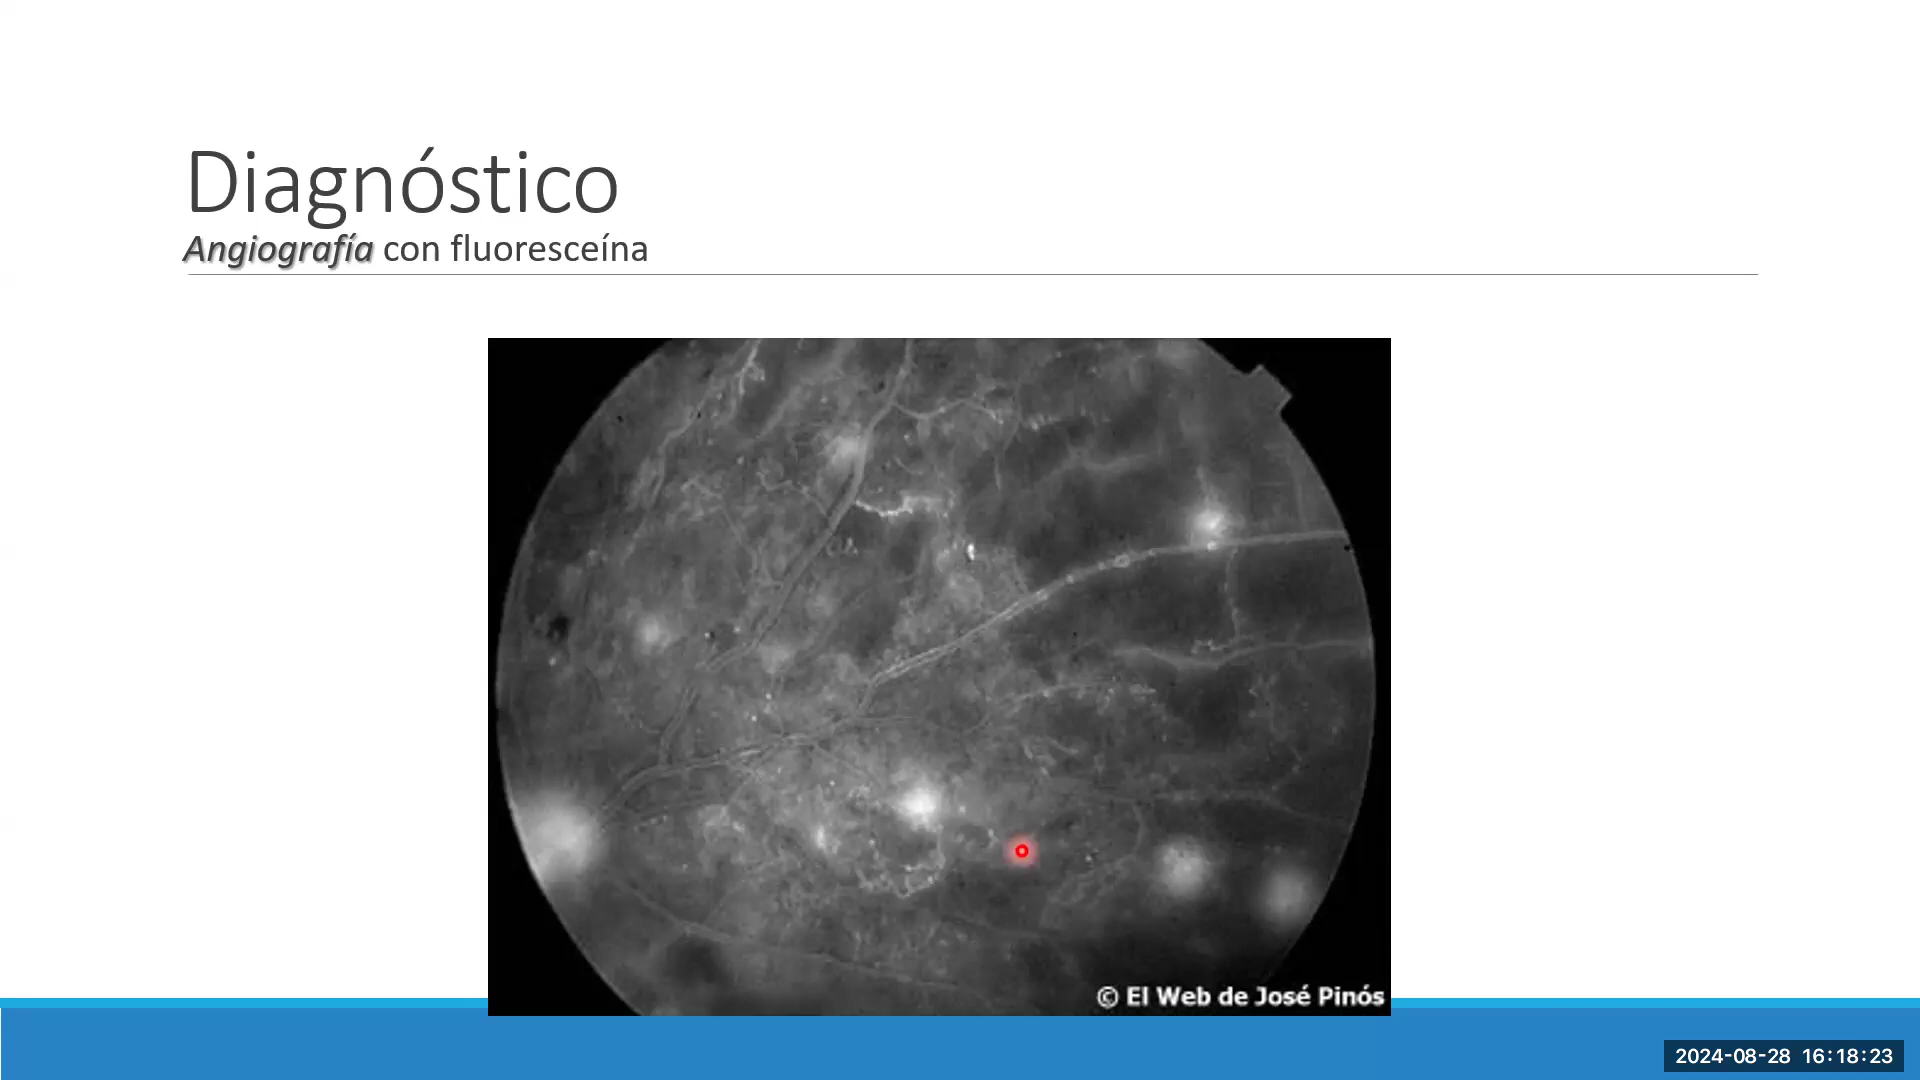 Diagnóstico
Angiografía con fluoresceína
© El Web de José Pinós
2024-08-28 16:18:23